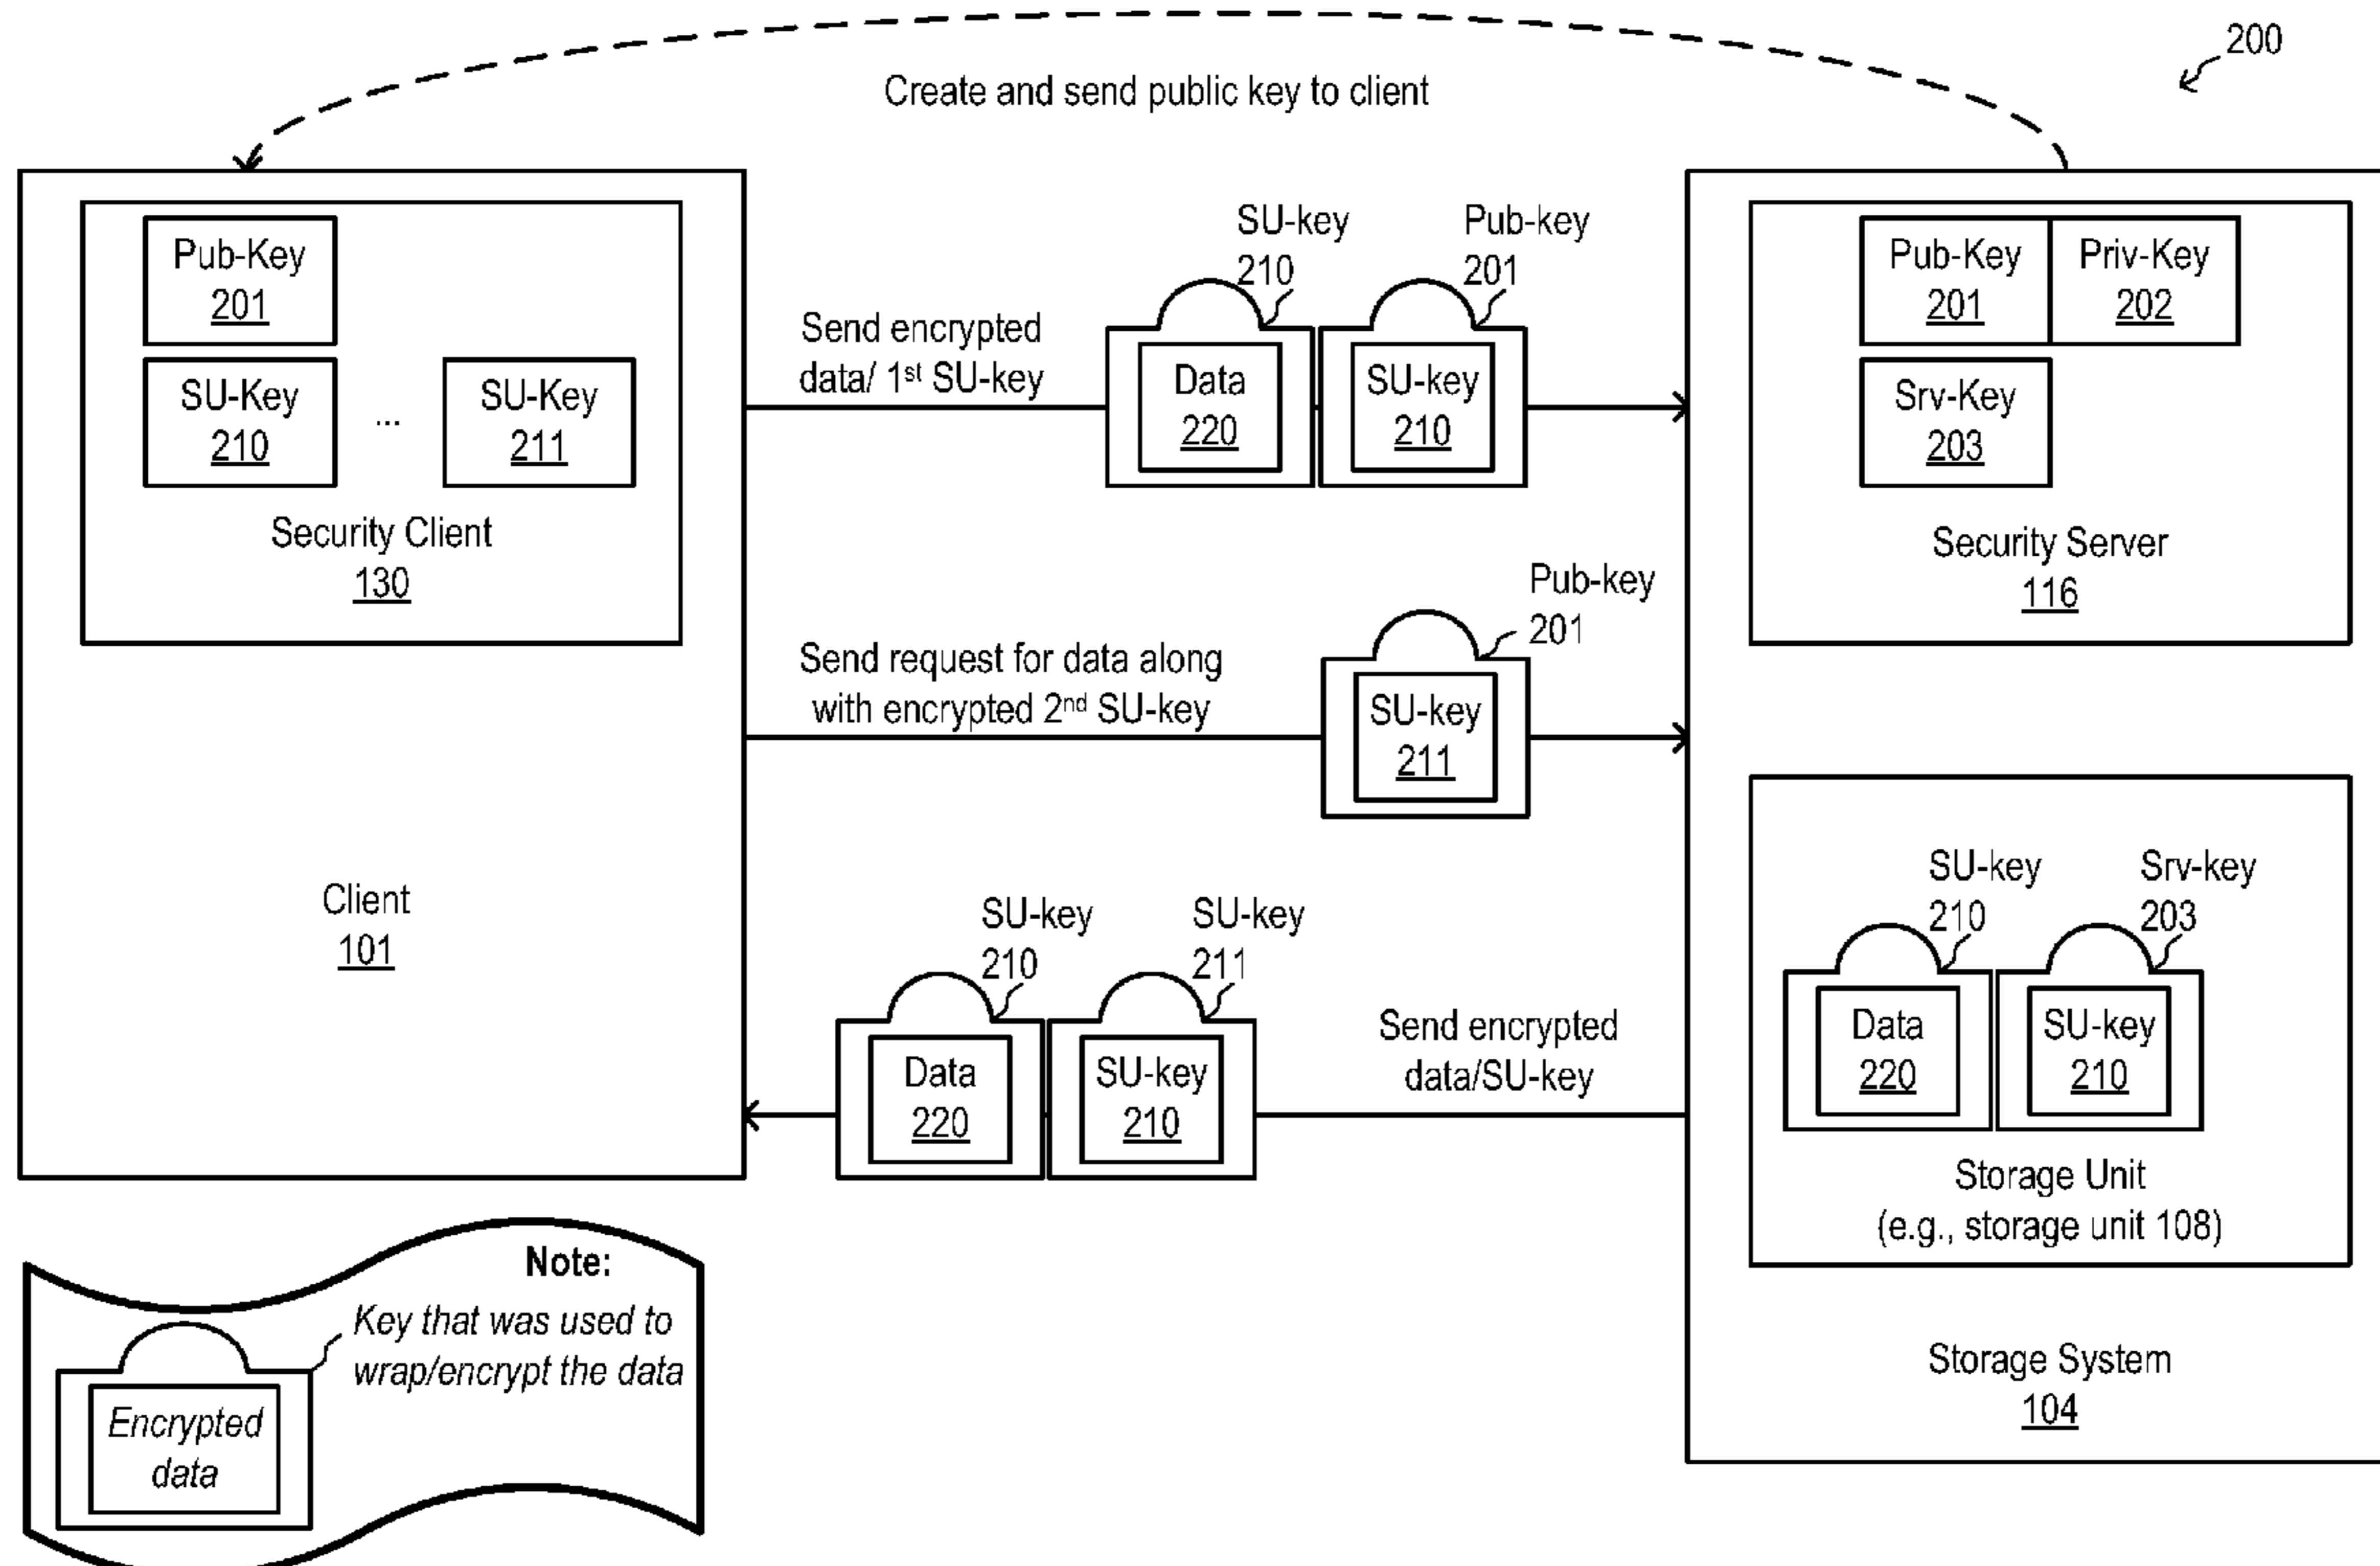 Create and send public key to client
200
Pub-Key
201
SU-Key
210
...
SU-Key
211
Security Client
130
Client
101
Send encrypted
data/ 1st SU-key
SU-key
210
Pub-key
201
Data
220
SU-key
210
Send request for data along
with encrypted 2nd SU-key
Pub-key
201
SU-key
211
SU-key
210
SU-key
211
Data
220
SU-key
210
Send encrypted
data/SU-key
Pub-Key
201
Priv-Key
202
Srv-Key
203
Security Server
116
SU-key
210
Srv-key
203
Data
220
SU-key
210
Storage Unit
(e.g., storage unit 108)
Storage System
104
Note:
Key that was used to
wrap/encrypt the data
Encrypted
data